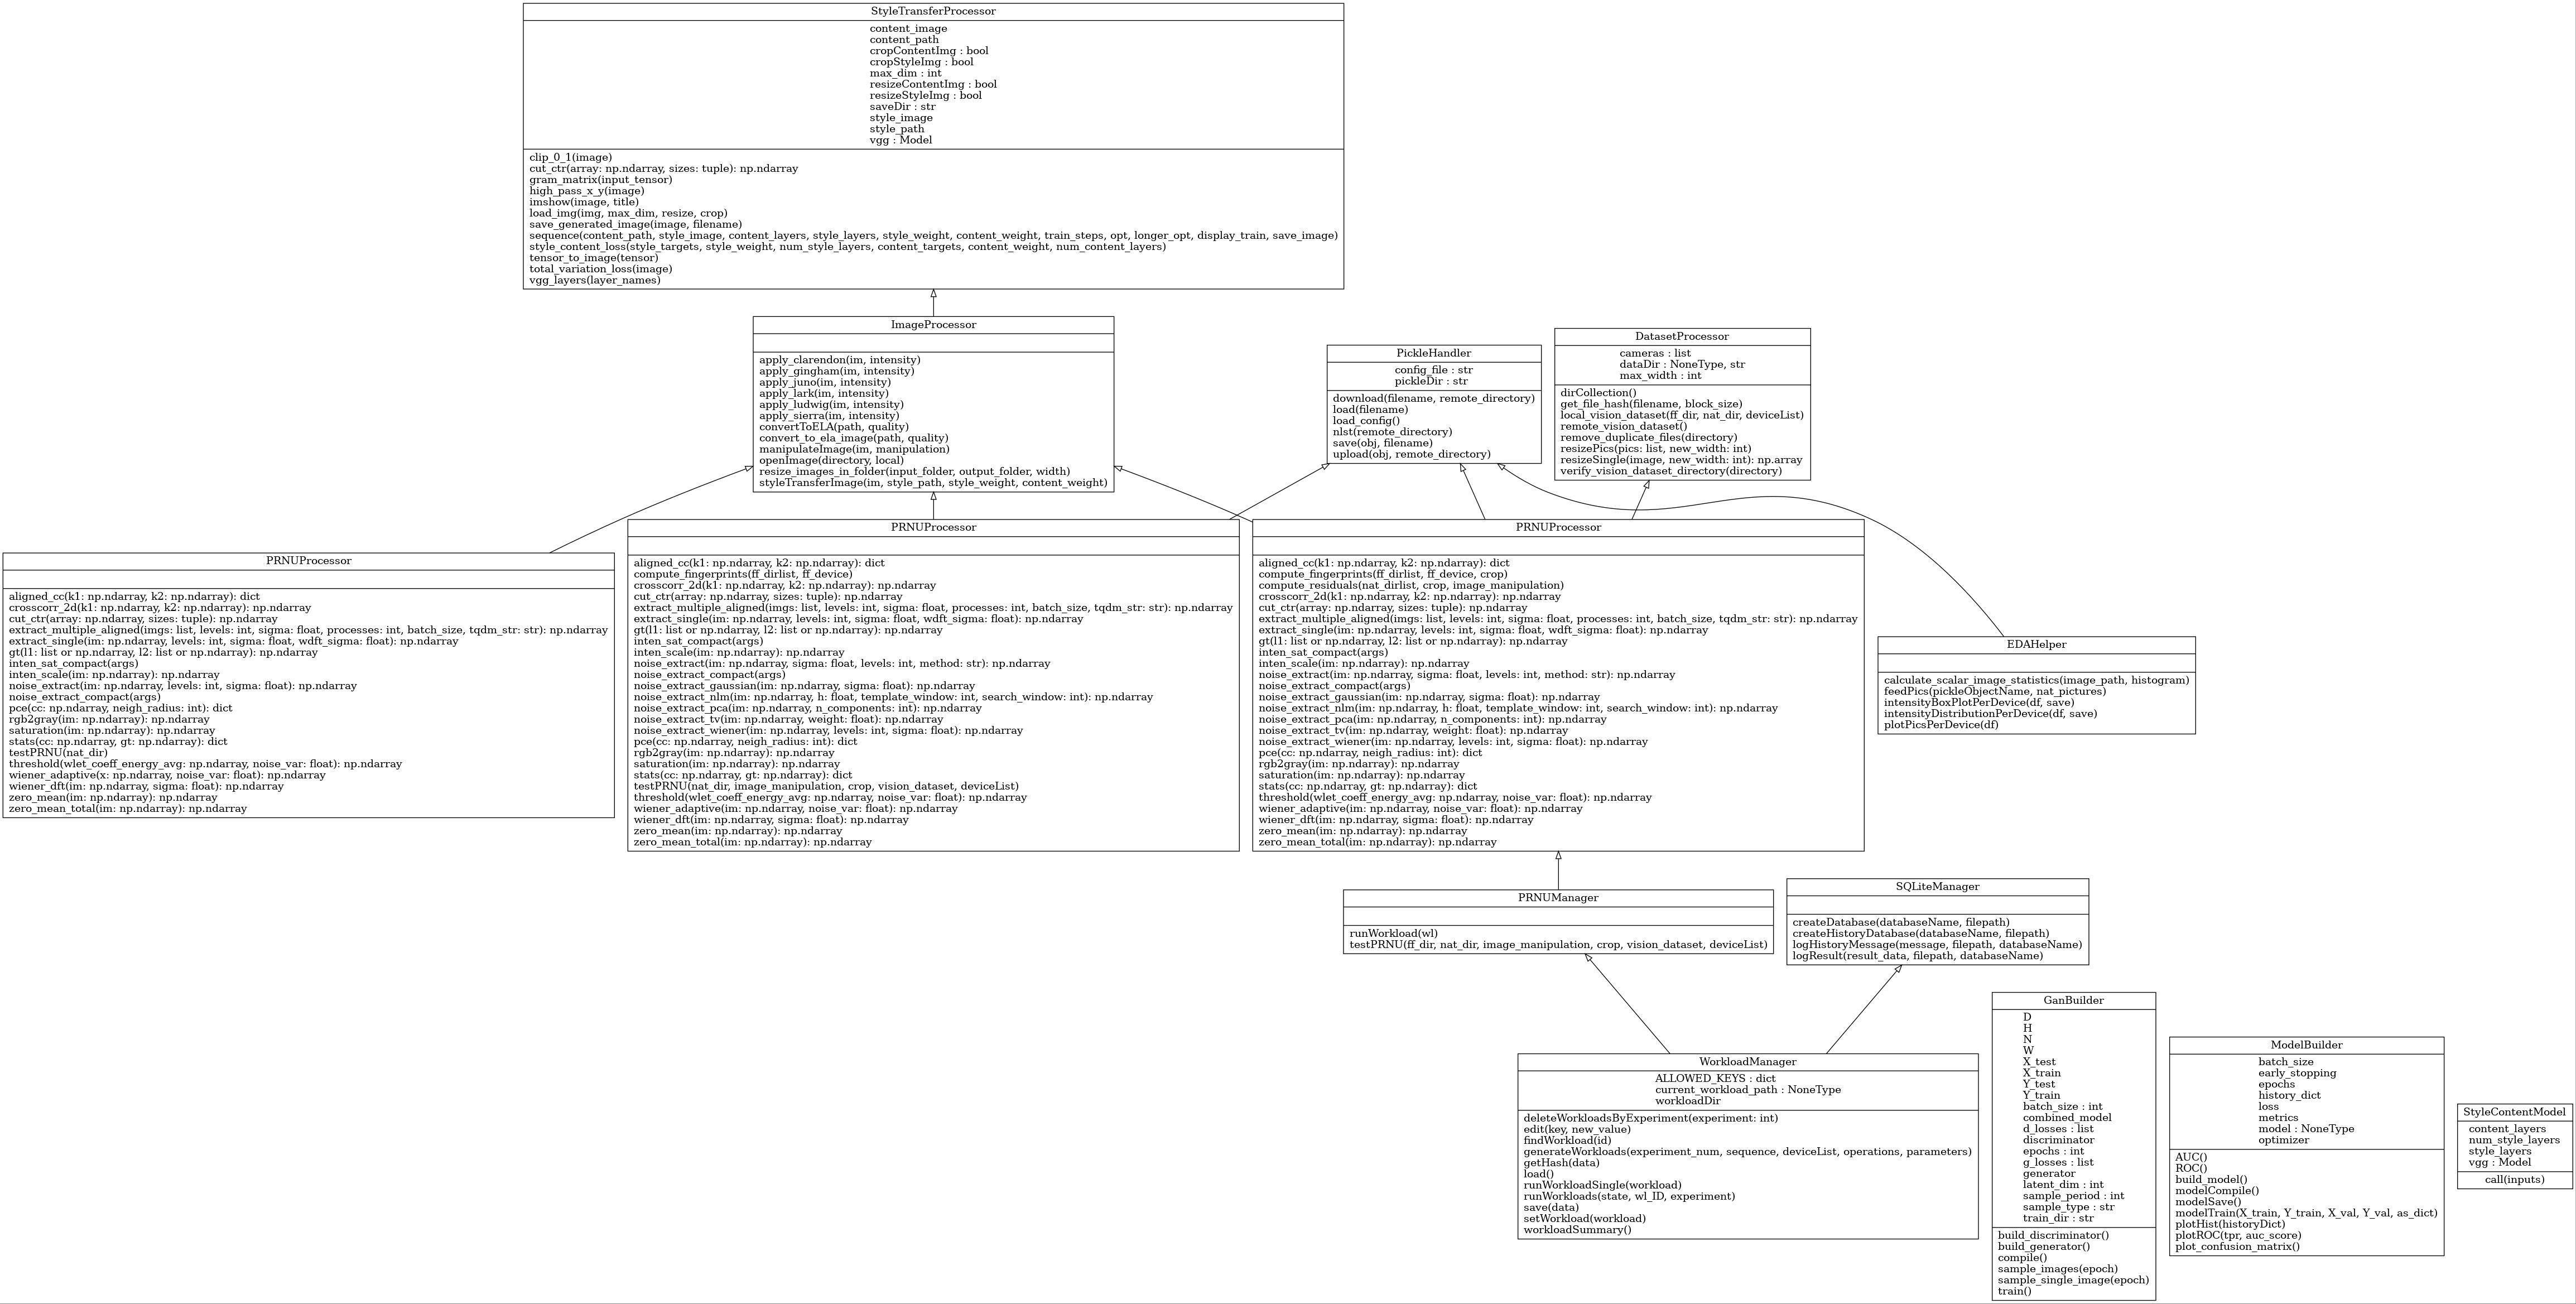 StyleTransferProcessor
content_image
content_path
cropContentImg : bool
cropStyleImg : bool
max_dim : int
resizeContentImg : bool
resizeStyleImg : bool
saveDir : str
style_image
style_path
vgg : Model
clip_0_1(image)
cut_ctr(array: np.ndarray, sizes: tuple): np.ndarray
gram_matrix(input_tensor)
high_pass_x_y(image)
imshow(image, title)
load_img(img, max_dim, resize, crop)
save_generated_image(image, filename)
sequence(content_path, style_image, content_layers, style_layers, style_weight, content_weight, train_steps, opt, longer_opt, display_train, save_image)
style_content_loss(style_targets, style_weight, num_style_layers, content_targets, content_weight, num_content_layers)
tensor_to_image(tensor)
total_variation_loss(image)
vgg_layers(layer_names)
ImageProcessor
apply_clarendon(im, intensity)
apply_gingham(im, intensity)
apply_juno(im, intensity)
apply_lark(im, intensity)
apply_ludwig(im, intensity)
apply_sierra(im, intensity)
convertToELA(path, quality)
convert_to_ela_image(path, quality)
manipulateImage(im, manipulation)
openImage(directory, local)
resize_images_in_folder(input_folder, output_folder, width)
styleTransferImage(im, style_path, style_weight, content_weight)
PickleHandler
config_file : str
pickleDir : str
download(filename, remote_directory)
load(filename)
load_config()
nlst(remote_directory)
save(obj, filename)
upload(obj, remote_directory)
DatasetProcessor
cameras : list
dataDir : NoneType, str
max_width : int
dirCollection()
get_file_hash(filename, block_size)
local_vision_dataset(ff_dir, nat_dir, deviceList)
remote_vision_dataset()
remove_duplicate_files(directory)
resizePics(pics: list, new_width: int)
resizeSingle(image, new_width: int): np.array
verify_vision_dataset_directory(directory)
PRNUProcessor
aligned_cc(k1: np.ndarray, k2: np.ndarray): dict
crosscorr_2d(k1: np.ndarray, k2: np.ndarray): np.ndarray
cut_ctr(array: np.ndarray, sizes: tuple): np.ndarray
extract_multiple_aligned(imgs: list, levels: int, sigma: float, processes: int, batch_size, tqdm_str: str): np.ndarray
extract_single(im: np.ndarray, levels: int, sigma: float, wdft_sigma: float): np.ndarray
gt(l1: list or np.ndarray, l2: list or np.ndarray): np.ndarray
inten_sat_compact(args)
inten_scale(im: np.ndarray): np.ndarray
noise_extract(im: np.ndarray, levels: int, sigma: float): np.ndarray
noise_extract_compact(args)
pce(cc: np.ndarray, neigh_radius: int): dict
rgb2gray(im: np.ndarray): np.ndarray
saturation(im: np.ndarray): np.ndarray
stats(cc: np.ndarray, gt: np.ndarray): dict
testPRNU(nat_dir)
threshold(wlet_coeff_energy_avg: np.ndarray, noise_var: float): np.ndarray
wiener_adaptive(x: np.ndarray, noise_var: float): np.ndarray
wiener_dft(im: np.ndarray, sigma: float): np.ndarray
zero_mean(im: np.ndarray): np.ndarray
zero_mean_total(im: np.ndarray): np.ndarray
PRNUProcessor
aligned_cc(k1: np.ndarray, k2: np.ndarray): dict
compute_fingerprints(ff_dirlist, ff_device)
crosscorr_2d(k1: np.ndarray, k2: np.ndarray): np.ndarray
cut_ctr(array: np.ndarray, sizes: tuple): np.ndarray
extract_multiple_aligned(imgs: list, levels: int, sigma: float, processes: int, batch_size, tqdm_str: str): np.ndarray
extract_single(im: np.ndarray, levels: int, sigma: float, wdft_sigma: float): np.ndarray
gt(l1: list or np.ndarray, l2: list or np.ndarray): np.ndarray
inten_sat_compact(args)
inten_scale(im: np.ndarray): np.ndarray
noise_extract(im: np.ndarray, sigma: float, levels: int, method: str): np.ndarray
noise_extract_compact(args)
noise_extract_gaussian(im: np.ndarray, sigma: float): np.ndarray
noise_extract_nlm(im: np.ndarray, h: float, template_window: int, search_window: int): np.ndarray
noise_extract_pca(im: np.ndarray, n_components: int): np.ndarray
noise_extract_tv(im: np.ndarray, weight: float): np.ndarray
noise_extract_wiener(im: np.ndarray, levels: int, sigma: float): np.ndarray
pce(cc: np.ndarray, neigh_radius: int): dict
rgb2gray(im: np.ndarray): np.ndarray
saturation(im: np.ndarray): np.ndarray
stats(cc: np.ndarray, gt: np.ndarray): dict
testPRNU(nat_dir, image_manipulation, crop, vision_dataset, deviceList)
threshold(wlet_coeff_energy_avg: np.ndarray, noise_var: float): np.ndarray
wiener_adaptive(im: np.ndarray, noise_var: float): np.ndarray
wiener_dft(im: np.ndarray, sigma: float): np.ndarray
zero_mean(im: np.ndarray): np.ndarray
zero_mean_total(im: np.ndarray): np.ndarray
PRNUProcessor
aligned_cc(k1: np.ndarray, k2: np.ndarray): dict
compute_fingerprints(ff_dirlist, ff_device, crop)
compute_residuals(nat_dirlist, crop, image_manipulation)
crosscorr_2d(k1: np.ndarray, k2: np.ndarray): np.ndarray
cut_ctr(array: np.ndarray, sizes: tuple): np.ndarray
extract_multiple_aligned(imgs: list, levels: int, sigma: float, processes: int, batch_size, tqdm_str: str): np.ndarray
extract_single(im: np.ndarray, levels: int, sigma: float, wdft_sigma: float): np.ndarray
gt(l1: list or np.ndarray, l2: list or np.ndarray): np.ndarray
inten_sat_compact(args)
inten_scale(im: np.ndarray): np.ndarray
noise_extract(im: np.ndarray, sigma: float, levels: int, method: str): np.ndarray
noise_extract_compact(args)
noise_extract_gaussian(im: np.ndarray, sigma: float): np.ndarray
noise_extract_nlm(im: np.ndarray, h: float, template_window: int, search_window: int): np.ndarray
noise_extract_pca(im: np.ndarray, n_components: int): np.ndarray
noise_extract_tv(im: np.ndarray, weight: float): np.ndarray
noise_extract_wiener(im: np.ndarray, levels: int, sigma: float): np.ndarray
pce(cc: np.ndarray, neigh_radius: int): dict
rgb2gray(im: np.ndarray): np.ndarray
saturation(im: np.ndarray): np.ndarray
stats(cc: np.ndarray, gt: np.ndarray): dict
threshold(wlet_coeff_energy_avg: np.ndarray, noise_var: float): np.ndarray
wiener_adaptive(im: np.ndarray, noise_var: float): np.ndarray
wiener_dft(im: np.ndarray, sigma: float): np.ndarray
zero_mean(im: np.ndarray): np.ndarray
zero_mean_total(im: np.ndarray): np.ndarray
EDAHelper
calculate_scalar_image_statistics(image_path, histogram)
feedPics(pickleObjectName, nat_pictures)
intensityBoxPlotPerDevice(df, save)
intensityDistributionPerDevice(df, save)
plotPicsPerDevice(df)
PRNUManager
runWorkload(wl)
testPRNU(ff_dir, nat_dir, image_manipulation, crop, vision_dataset, deviceList)
SQLiteManager
createDatabase(databaseName, filepath)
createHistoryDatabase(databaseName, filepath)
logHistoryMessage(message, filepath, databaseName)
logResult(result_data, filepath, databaseName)
WorkloadManager
ALLOWED_KEYS : dict
current_workload_path : NoneType
workloadDir
deleteWorkloadsByExperiment(experiment: int)
edit(key, new_value)
findWorkload(id)
generateWorkloads(experiment_num, sequence, deviceList, operations, parameters)
getHash(data)
load()
runWorkloadSingle(workload)
runWorkloads(state, wl_ID, experiment)
save(data)
setWorkload(workload)
workloadSummary()
GanBuilder
D
H
N
W
X_test
X_train
Y_test
Y_train
batch_size : int
combined_model
d_losses : list
discriminator
epochs : int
g_losses : list
generator
latent_dim : int
sample_period : int
sample_type : str
train_dir : str
build_discriminator()
build_generator()
compile()
sample_images(epoch)
sample_single_image(epoch)
train()
ModelBuilder
batch_size
early_stopping
epochs
history_dict
loss
metrics
model : NoneType
optimizer
AUC()
ROC()
build_model()
modelCompile()
modelSave()
modelTrain(X_train, Y_train, X_val, Y_val, as_dict)
plotHist(historyDict)
plotROC(tpr, auc_score)
plot_confusion_matrix()
StyleContentModel
content_layers
num_style_layers
style_layers
vgg : Model
call(inputs)